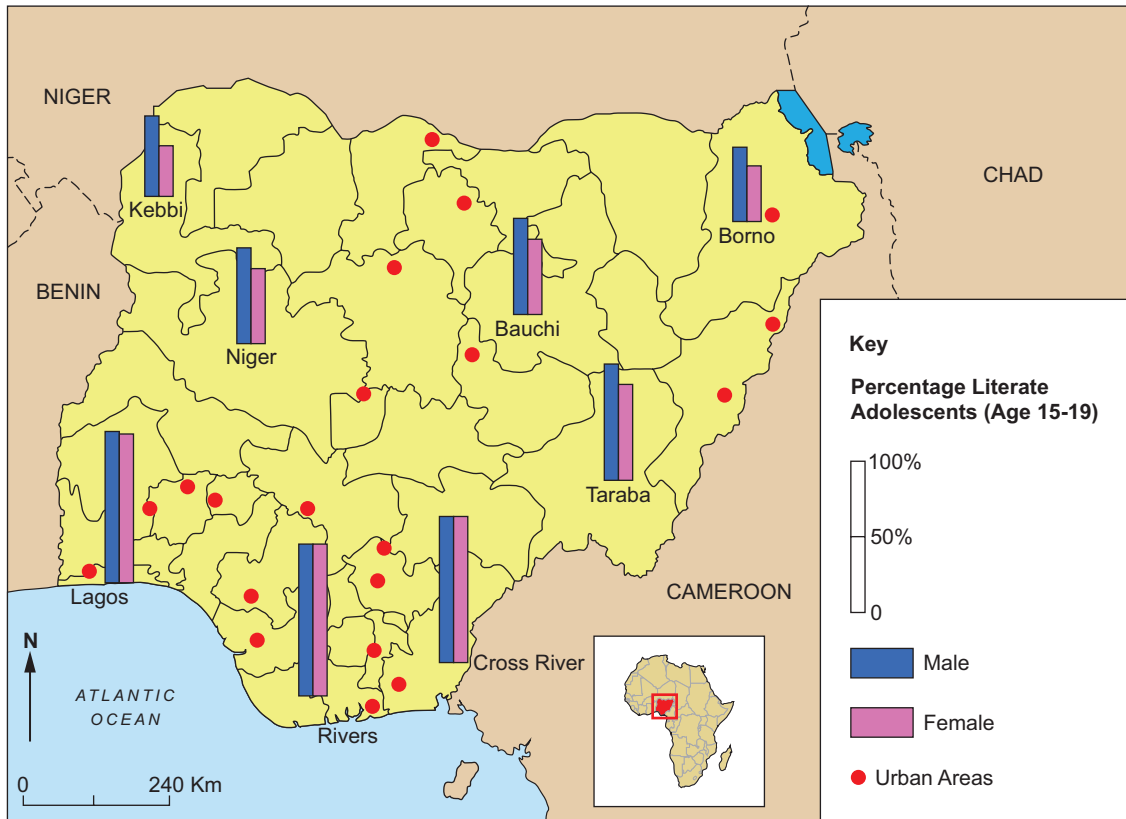 NIGER
CHAD
Kebbi
Borno
BENIN
Bauchi
Niger
Taraba
Lagos
CAMEROON
Cross River
Rivers
N
ATLANTIC
OCEAN
0
240 Km
Key
Percentage Literate
Adolescents (Age 15-19)
100%
50%
0
Male
Female
Urban Areas